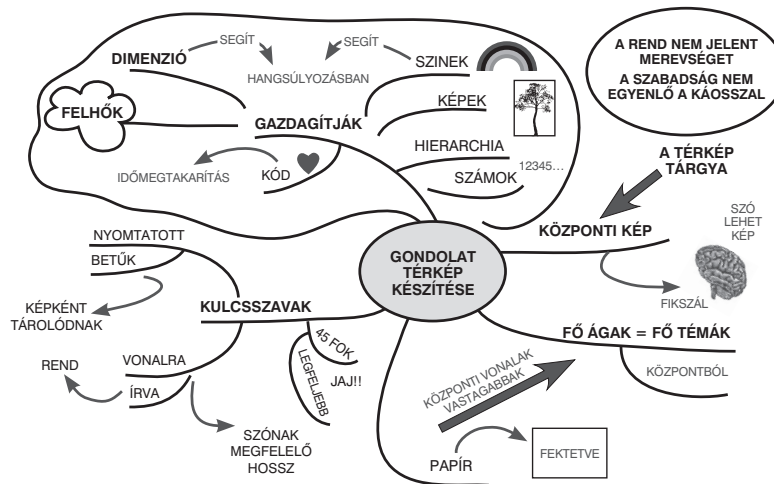 DIMENZIÓ
SEGÍT
SEGÍT
HANGSÚLYOZÁSBAN
SZINEK
FELHŐK
GAZDAGÍTJÁK
KÉPEK
HIERARCHIA
SZÁMOK
12345...
IDŐMEGTAKARÍTÁS
KÓD
A REND NEM JELENT
MEREVSÉGET
A SZABADSÁG NEM
EGYENLŐ A KÁOSSZAL
A TÉRKÉP
TÁRGYA
KÖZPONTI KÉP
SZÓ
LEHET
KÉP
FIKSZÁL
GONDOLAT
TÉRKÉP
KÉSZÍTÉSE
NYOMTATOTT
BETŰK
KÉPKÉNT
TÁROLÓDNAK
KULCSSZAVAK
VONALRA
ÍRVA
REND
SZÓNAK
MEGFELELŐ
HOSSZ
45 FOK
LEGFELJEBB
JAJ!!
FŐ ÁGAK = FŐ TÉMÁK
KÖZPONTBÓL
KÖZPONTI VONALAK
VASTAGABBAK
PAPÍR
FEKTETVE